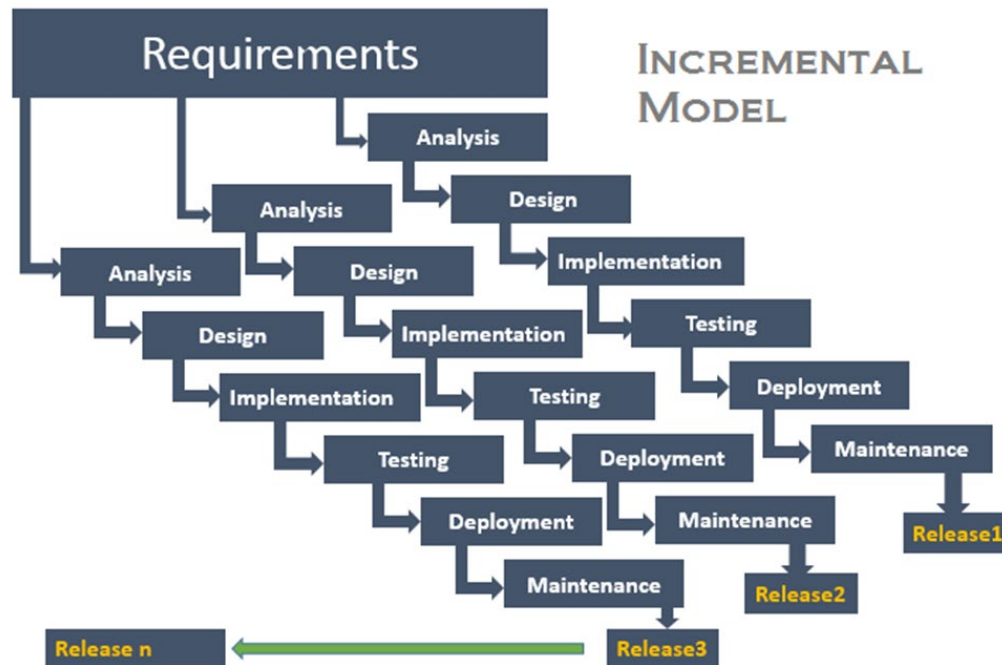 Requirements
INCREMENTAL
MODEL
Analysis
Design
Implementation
Testing
Deployment
Maintenance
Release1
Analysis
Design
Implementation
Testing
Deployment
Maintenance
Release2
Analysis
Design
Implementation
Testing
Deployment
Maintenance
Release3
Release n